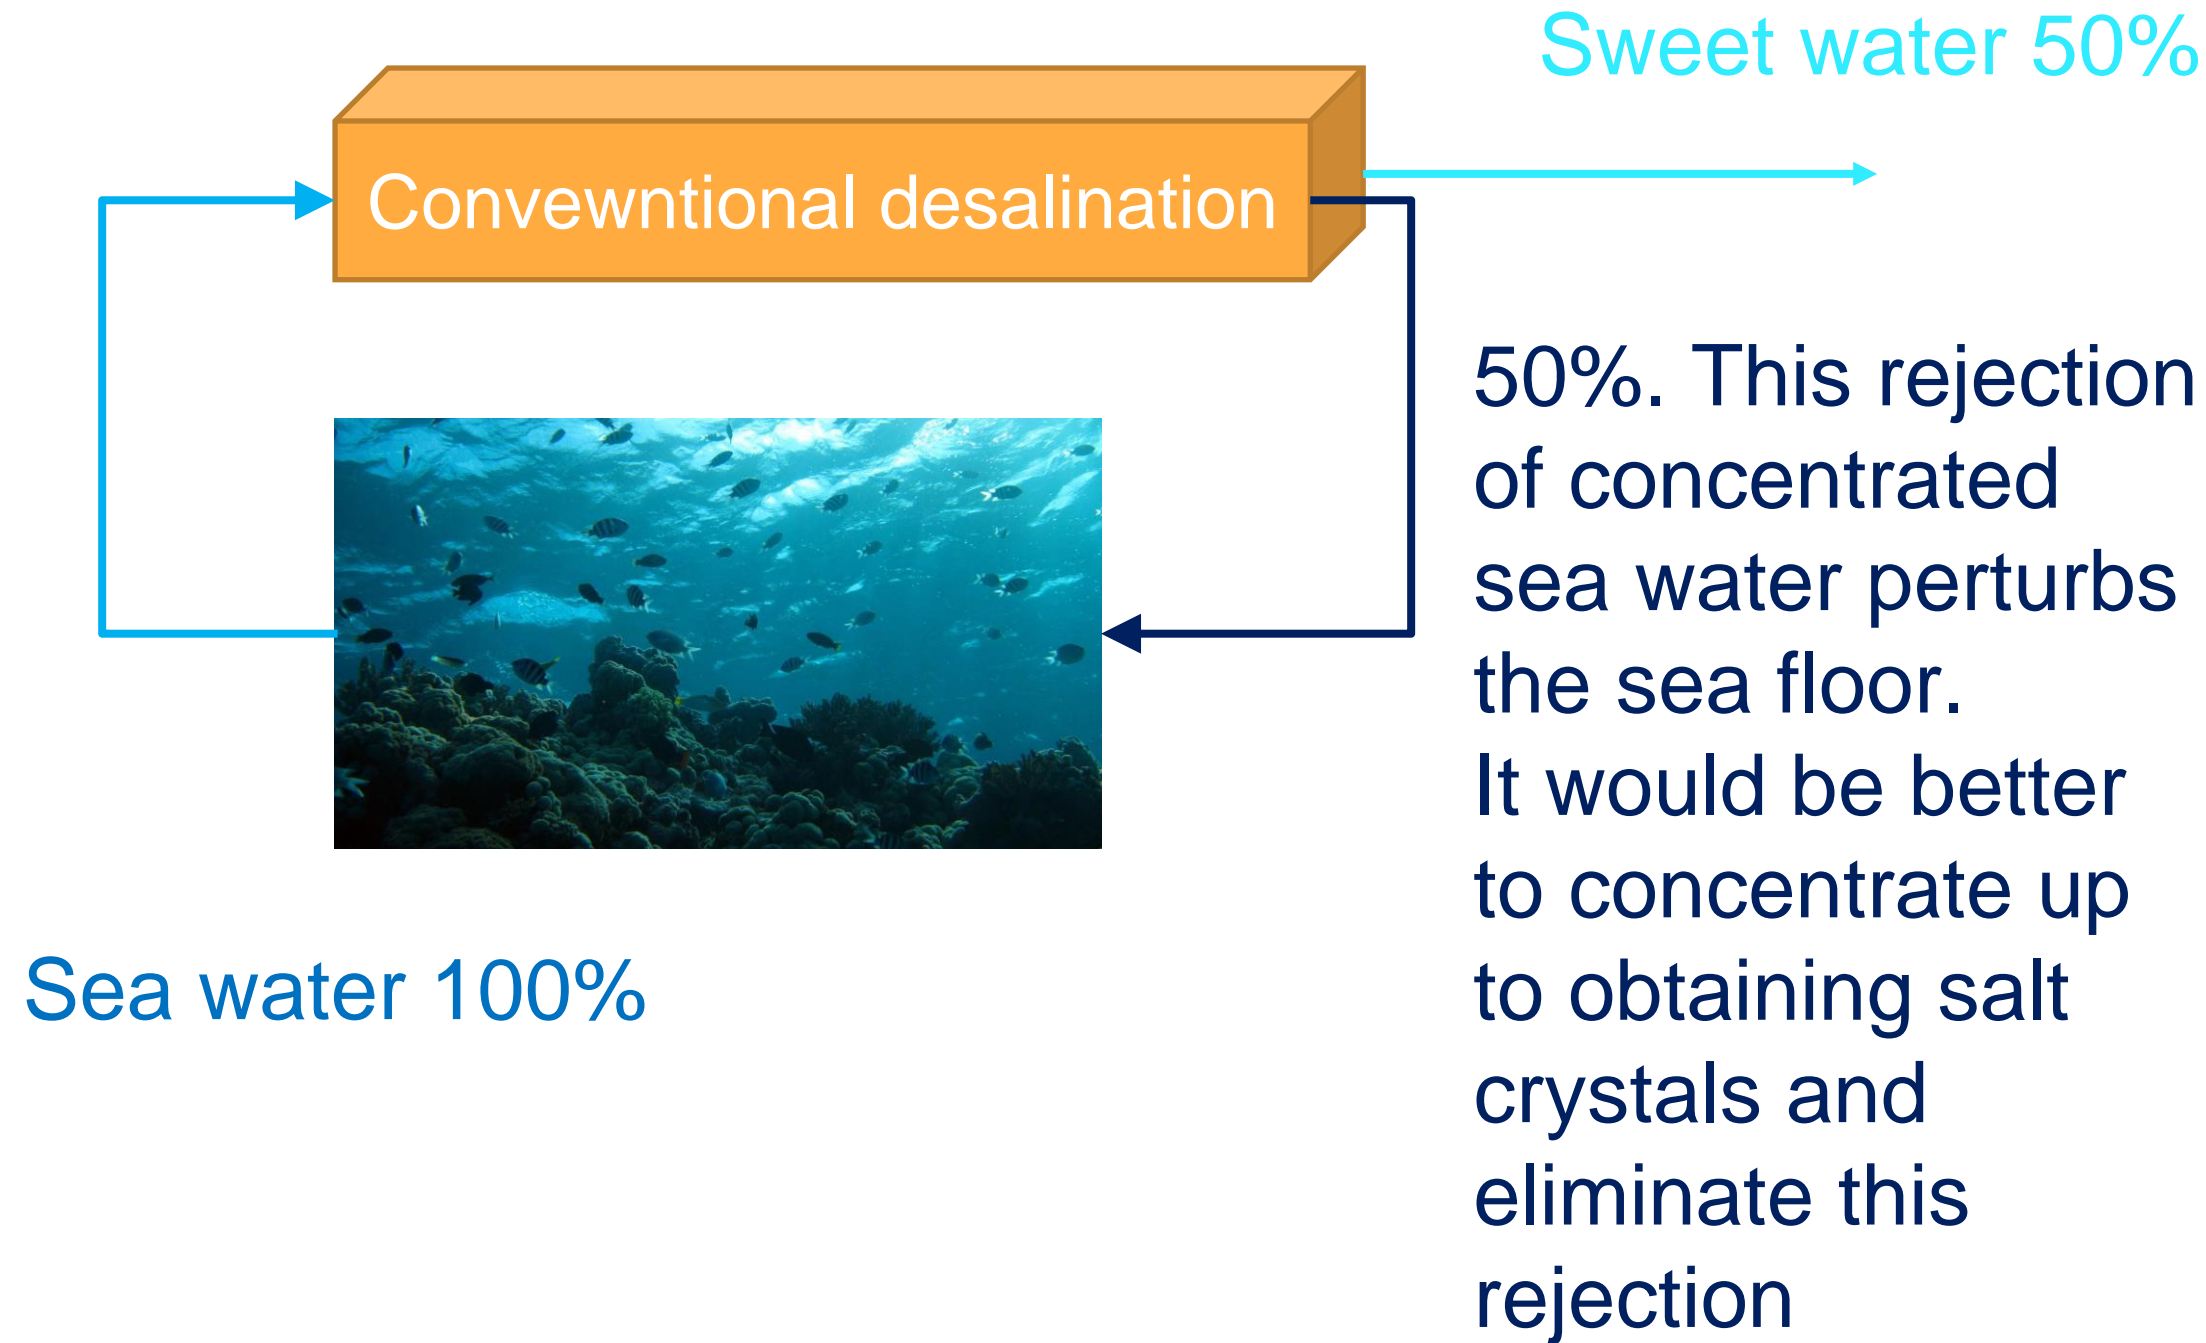 Sweet water 50%
Convewntional desalination
50%. This rejection
of concentrated
sea water perturbs
the sea floor.
It would be better
to concentrate up
to obtaining salt
crystals and
eliminate this
rejection
Sea water 100%